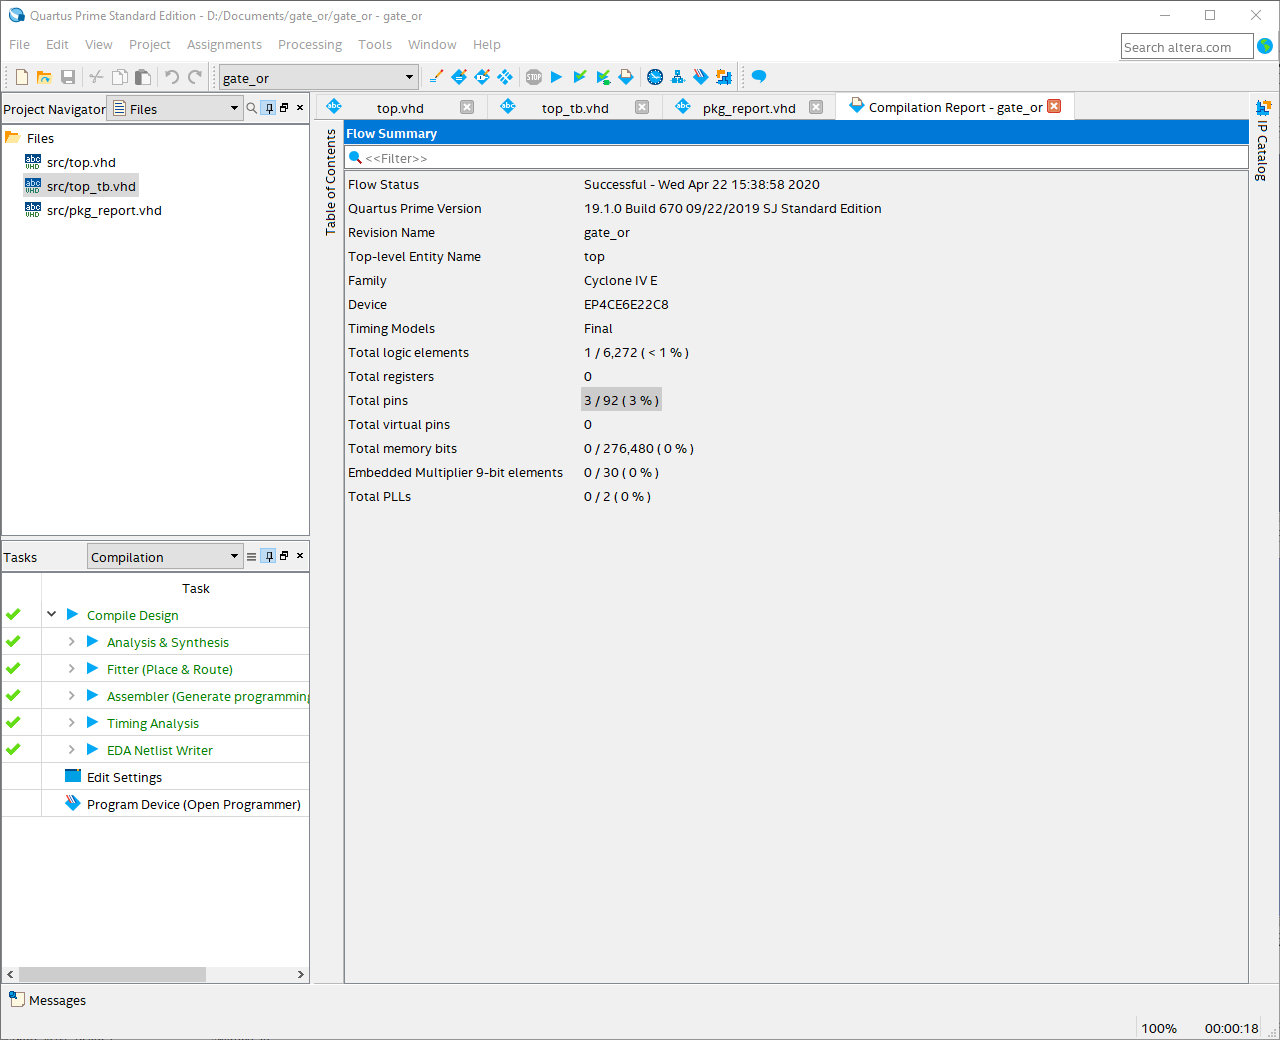 Quartus Prime Standard Edition - D:/Documents/gate_or/gate_or - gate_or
File Edit View Project Assignments Processing Tools Window Help
Search altera.com
gate_or
STOP
Project Navigator Files
top.vhd top_tb.vhd pkg_report.vhd Compilation Report - gate_or
Files
abc VHD src/top.vhd
abc VHD src/top_tb.vhd
abc VHD src/pkg_report.vhd
Table of Contents
Flow Summary
<<Filter>>
Flow Status Successful - Wed Apr 22 15:38:58 2020
Quartus Prime Version 19.1.0 Build 670 09/22/2019 SJ Standard Edition
Revision Name gate_or
Top-level Entity Name top
Family Cyclone IV E
Device EP4CE6E22C8
Timing Models Final
Total logic elements 1 / 6,272 ( < 1 % )
Total registers 0
Total pins 3 / 92 ( 3 % )
Total virtual pins 0
Total memory bits 0 / 276,480 ( 0 % )
Embedded Multiplier 9-bit elements 0 / 30 ( 0 % )
Total PLLs 0 / 2 ( 0 % )
IP Catalog
Tasks Compilation
Task
Compile Design
Analysis & Synthesis
Fitter (Place & Route)
Assembler (Generate programming
Timing Analysis
EDA Netlist Writer
Edit Settings
Program Device (Open Programmer)
Messages
100% 00:00:18